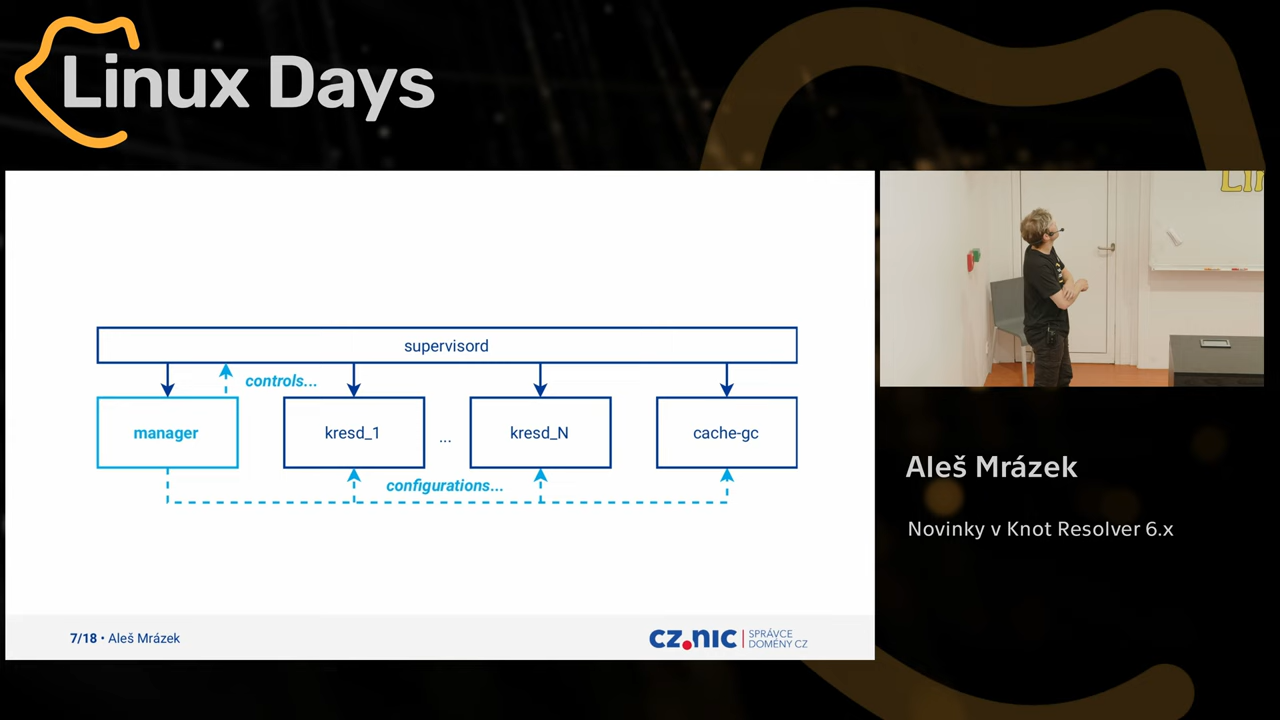 Linux Days
supervisord
controls...
manager
kresd_1
...
kresd_N
cache-gc
configurations...
7/18 • Aleš Mrázek
CZ.NIC
SPRÁVCE
DOMÉNY CZ
Aleš Mrázek
Novinky v Knot Resolver 6.x